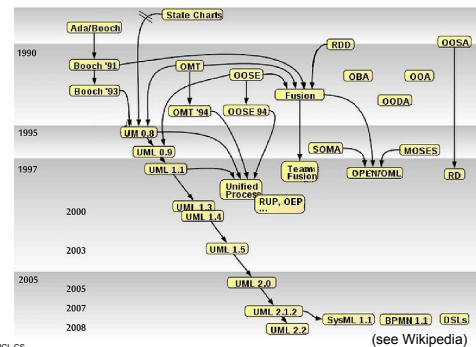 State Charts
Ada/Booch
1990
RDD
OOSA
Booch '91
OMT
OOSE
OBA
OOA
Booch '93
Fusion
OODA
OMT '94
OOSE 94
1995
UM 0.8
UML 0.9
SOMA
MOSES
1997
UML 1.1
Team
Fusion
OPEN/OML
RD
Unified
Process
RUP, OEP
...
UML 1.3
2000
UML 1.4
2003
UML 1.5
2005
UML 2.0
2005
2007
UML 2.1.2
SysML 1.1
BPMN 1.1
DSLs
2008
UML 2.2
(see Wikipedia)